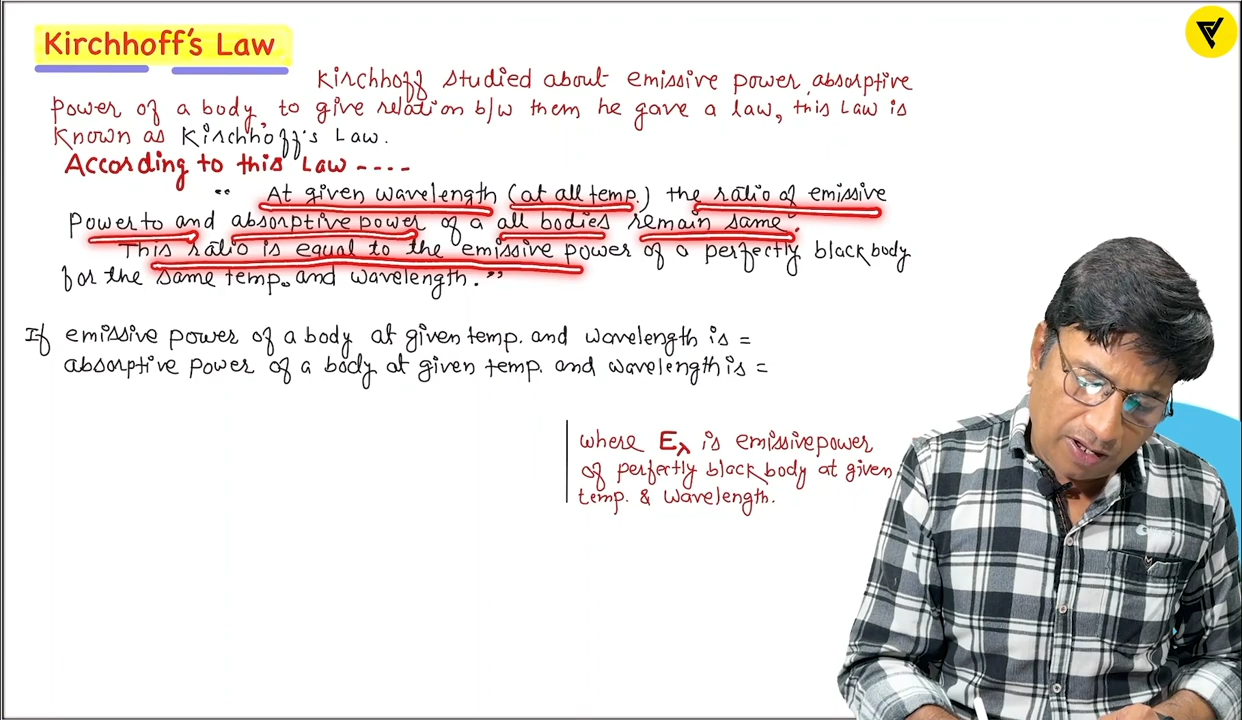 Kirchhoff's Law
Kirchhoff studied about emissive power, absorptive
power of a body, to give relation b/w them he gave a law, this Law is
known as Kirchhoff's Law.
According to this Law ----
“ At given wavelength (at all temp.) the ratio of emissive
power to and absorptive power of a all bodies remain same.
This ratio is equal to the emissive power of a perfectly black body
for the same temp. and wavelength.”
If emissive power of a body at given temp. and wavelength is =
absorptive power of a body at given temp. and wavelength is =
where Eλ is emissive power
of perfectly black body at given
temp. & wavelength.